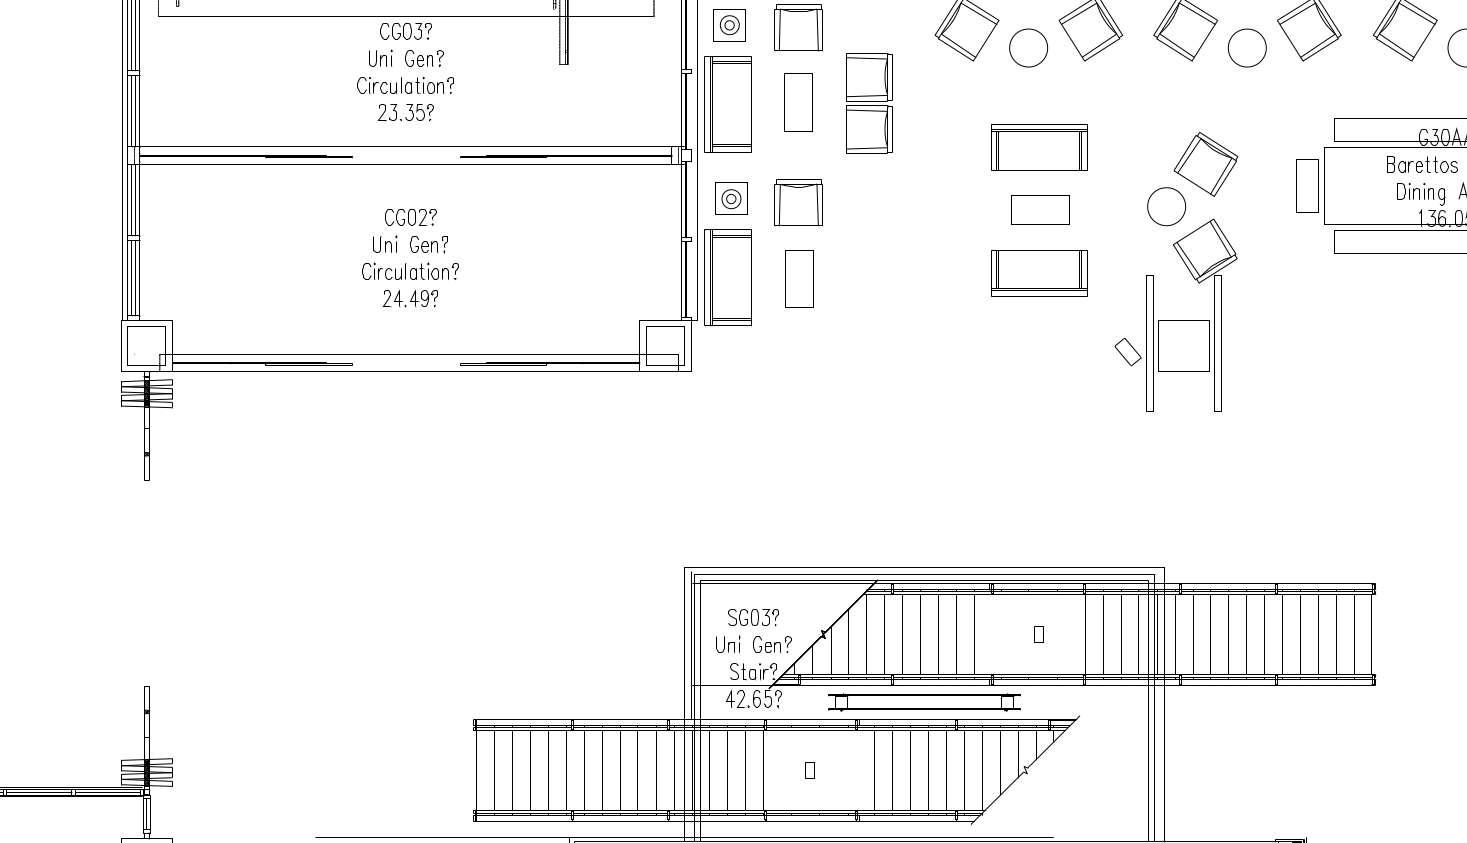 CG03?
Uni Gen?
Circulation?
23.35?
G30A
Barettos
Dining A
136.0
CG02?
Uni Gen?
Circulation?
24.49?
SG03?
Uni Gen?
Stair?
42.65?